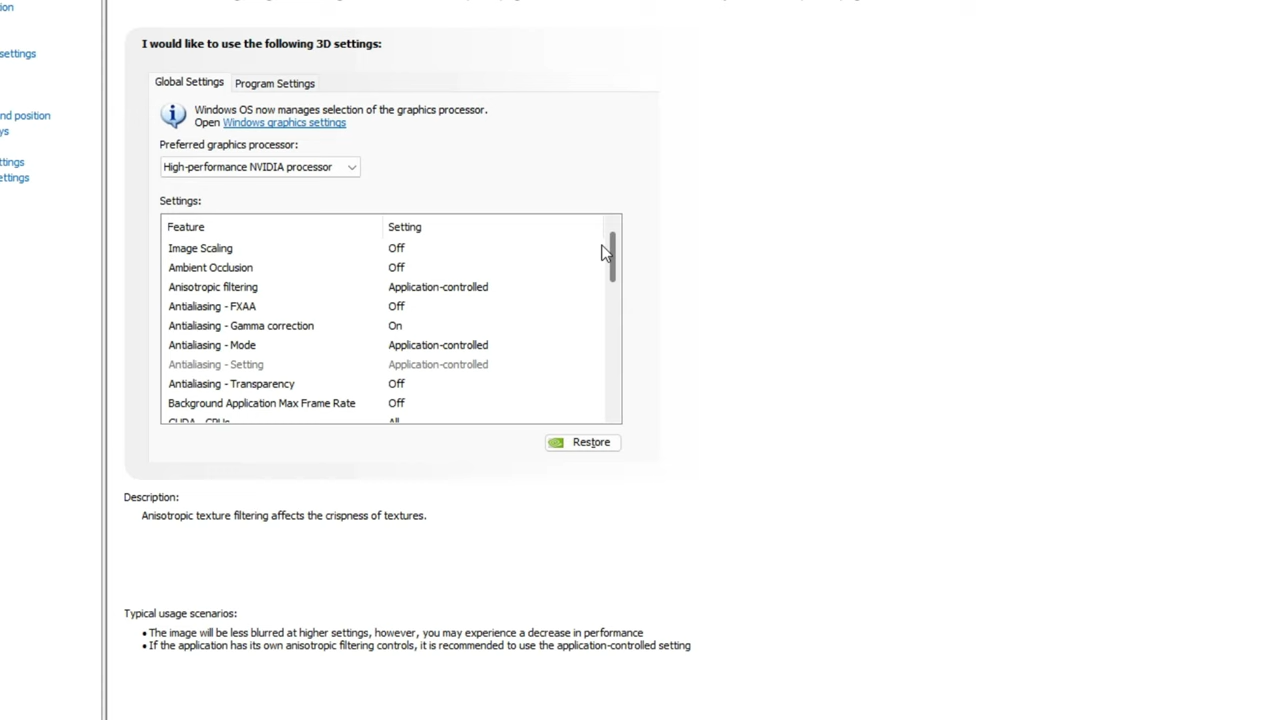 ion
settings
nd position
ys
ttings
ettings
I would like to use the following 3D settings:
Global Settings Program Settings
Windows OS now manages selection of the graphics processor.
Open Windows graphics settings
Preferred graphics processor:
High-performance NVIDIA processor
Settings:
Feature Setting
Image Scaling Off
Ambient Occlusion Off
Anisotropic filtering Application-controlled
Antialiasing - FXAA Off
Antialiasing - Gamma correction On
Antialiasing - Mode Application-controlled
Antialiasing - Setting Application-controlled
Antialiasing - Transparency Off
Background Application Max Frame Rate Off
CUDA - GPUs All
Restore
Description:
Anisotropic texture filtering affects the crispness of textures.
Typical usage scenarios:
• The image will be less blurred at higher settings, however, you may experience a decrease in performance
• If the application has its own anisotropic filtering controls, it is recommended to use the application-controlled setting